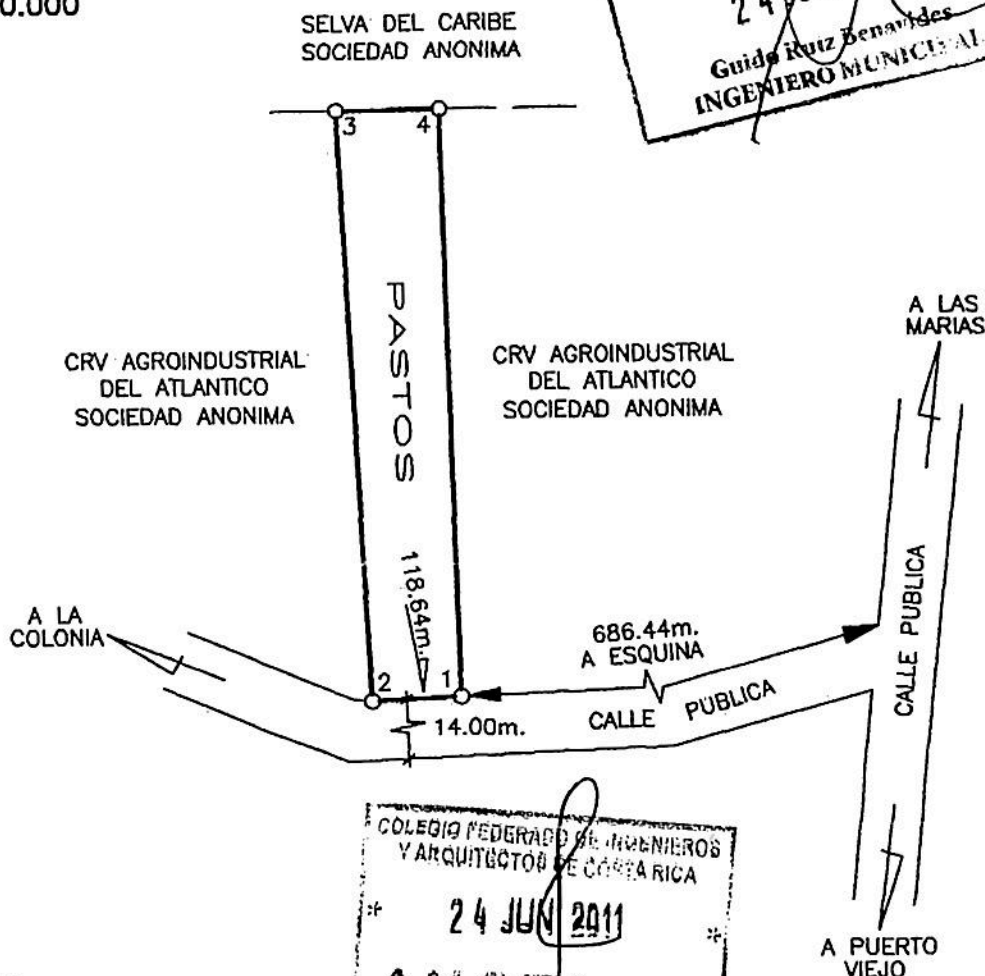 0.000
SELVA DEL CARIBE
SOCIEDAD ANONIMA
24
Guido Ruiz Benavides
INGENIERO MUNICIPAL
3
4
PASTOS
CRV AGROINDUSTRIAL
DEL ATLANTICO
SOCIEDAD ANONIMA
CRV AGROINDUSTRIAL
DEL ATLANTICO
SOCIEDAD ANONIMA
A LAS
MARIAS
118.64m.
A LA
COLONIA
2
1
686.44m.
A ESQUINA
14.00m.
CALLE PUBLICA
CALLE PUBLICA
COLEGIO FEDERADO DE INGENIEROS
Y ARQUITECTOS DE COSTA RICA
* 24 JUN 2011 *
A PUERTO
VIEJO